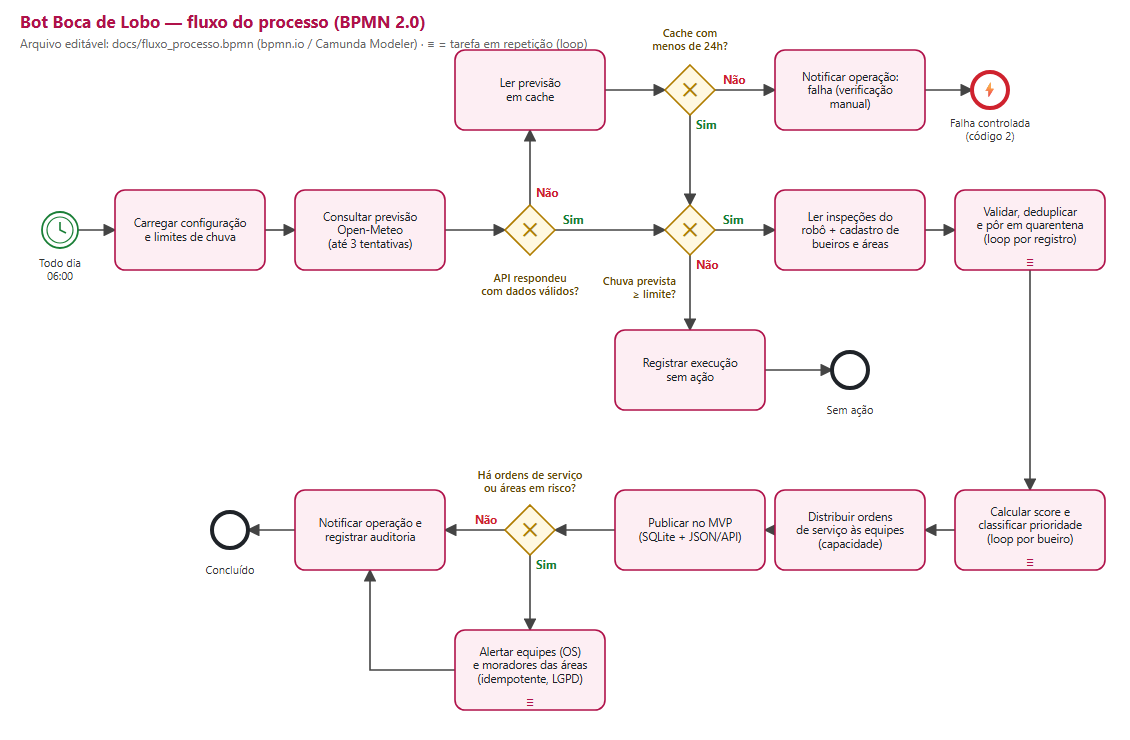 Bot Boca de Lobo — fluxo do processo (BPMN 2.0)
Arquivo editável: docs/fluxo_processo.bpmn (bpmn.io / Camunda Modeler) · ≡ = tarefa em repetição (loop)
Cache com
menos de 24h?
Ler previsão
em cache
Não
Sim
Notificar operação:
falha (verificação
manual)
Falha controlada
(código 2)
Todo dia
06:00
Carregar configuração
e limites de chuva
Consultar previsão
Open-Meteo
(até 3 tentativas)
Não
Sim
API respondeu
com dados válidos?
Sim
Não
Chuva prevista
≥ limite?
Ler inspeções do
robô + cadastro de
bueiros e áreas
Validar, deduplicar
e pôr em quarentena
(loop por registro)
≡
Registrar execução
sem ação
Sem ação
Há ordens de serviço
ou áreas em risco?
Concluído
Notificar operação e
registrar auditoria
Não
Sim
Publicar no MVP
(SQLite + JSON/API)
Distribuir ordens
de serviço às equipes
(capacidade)
Calcular score e
classificar prioridade
(loop por bueiro)
≡
Alertar equipes (OS)
e moradores das áreas
(idempotente, LGPD)
≡